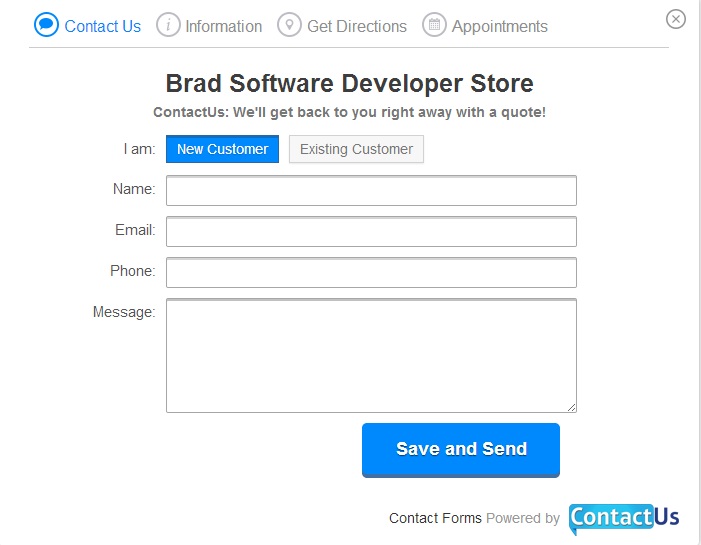 Contact Us i Information Get Directions Appointments
Brad Software Developer Store
ContactUs: We'll get back to you right away with a quote!
I am: New Customer Existing Customer
Name:
Email:
Phone:
Message:
Save and Send
Contact Forms Powered by ContactUs